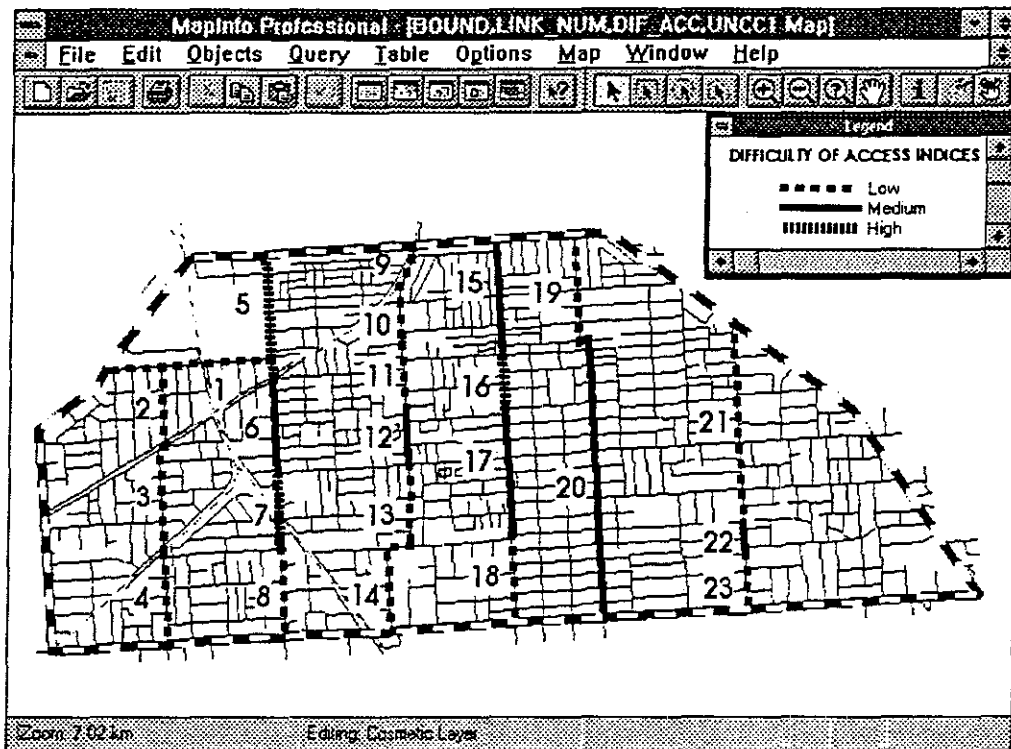 MapInfo Professional - [BOUND,LINK_NUM,DIF_ACC,UNCC1 Map]
File Edit Objects Query Table Options Map Window Help
Legend
DIFFICULTY OF ACCESS INDICES
Low
Medium
High
9
5
15
19
10
1
11
16
2
6
12
21
3
17
20
7
13
22
4
8
14
18
23
Zoom: 7.02 km Editing: Cosmetic Layer